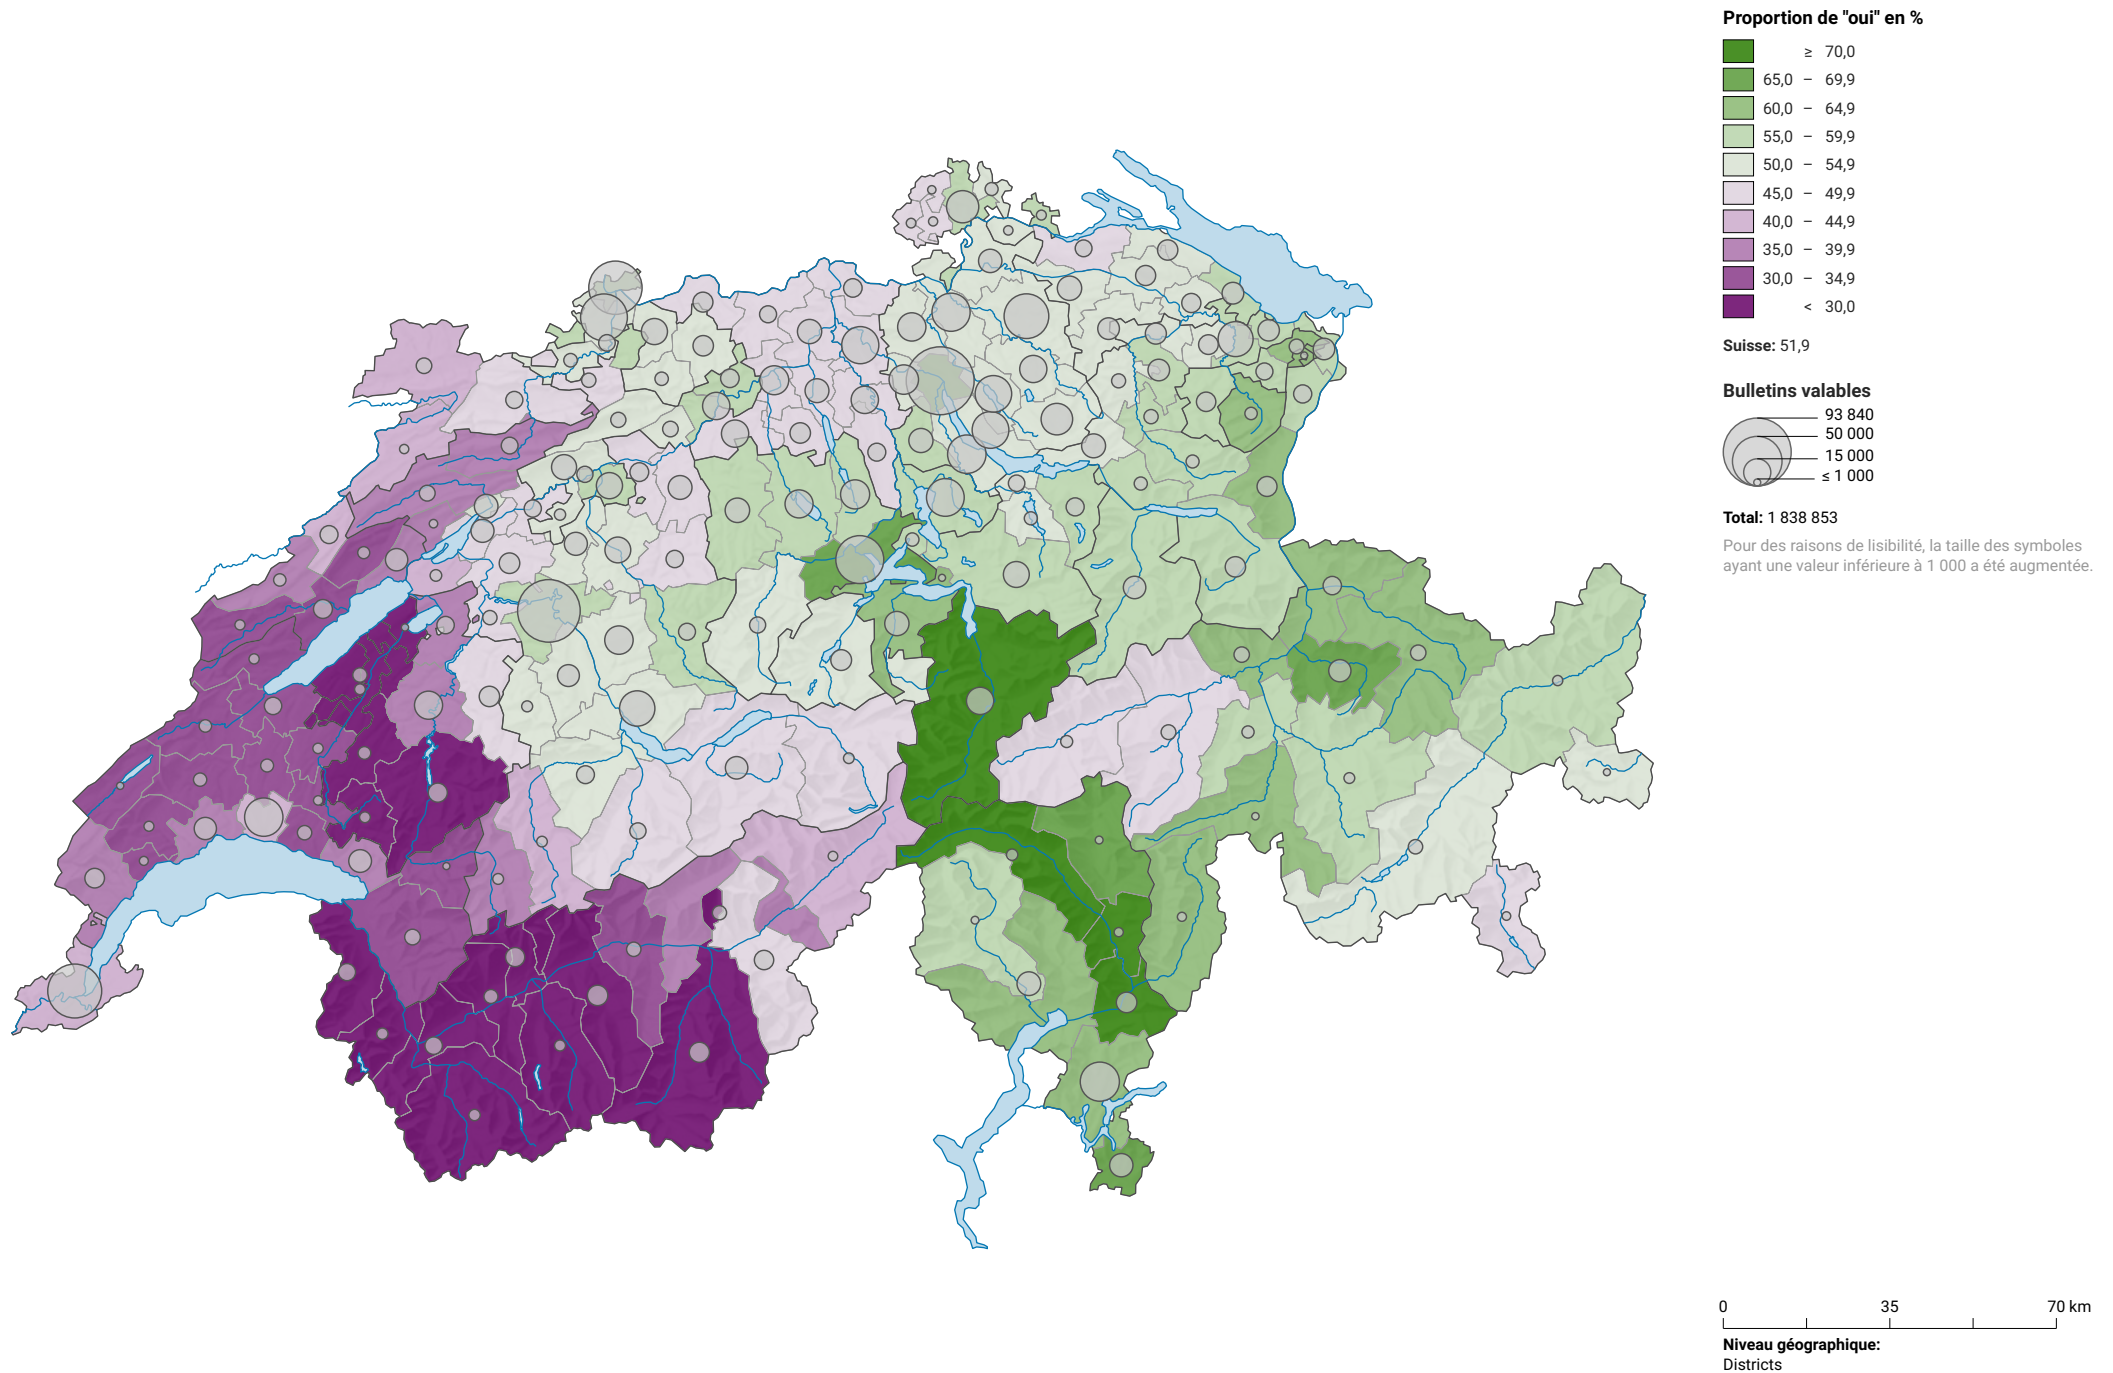 Proportion de "oui" en %
≥ 70,0
65,0 – 69,9
60,0 – 64,9
55,0 – 59,9
50,0 – 54,9
45,0 – 49,9
40,0 – 44,9
35,0 – 39,9
30,0 – 34,9
< 30,0
Suisse: 51,9
Bulletins valables
93 840
50 000
15 000
≤ 1 000
Total: 1 838 853
Pour des raisons de lisibilité, la taille des symboles
ayant une valeur inférieure à 1 000 a été augmentée.
0 35 70 km
Niveau géographique:
Districts